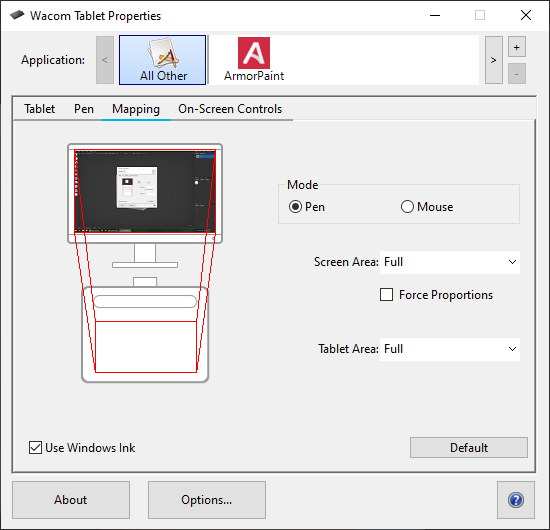 Wacom Tablet Properties
Application:
<
All Other
ArmorPaint
>
+
-
Tablet Pen Mapping On-Screen Controls
Mode
Pen Mouse
Screen Area: Full
Force Proportions
Tablet Area: Full
Use Windows Ink
Default
About Options... ?